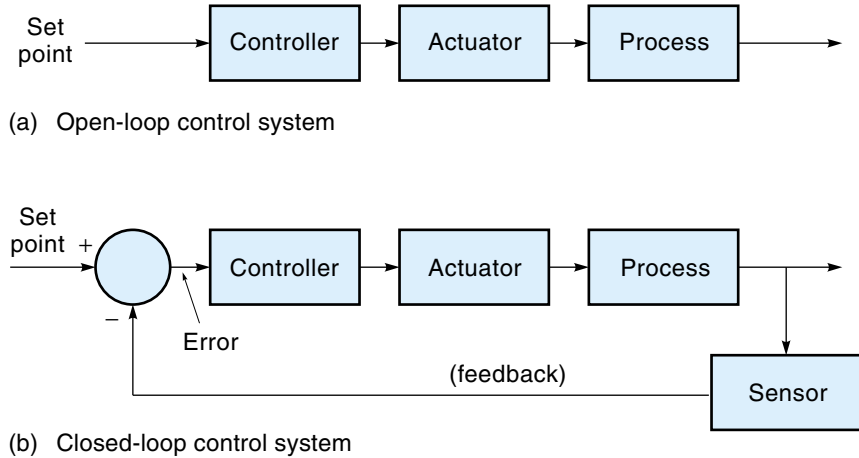 Set
point
Controller
Actuator
Process
(a) Open-loop control system
Set
point
+
−
Error
Controller
Actuator
Process
(feedback)
Sensor
(b) Closed-loop control system